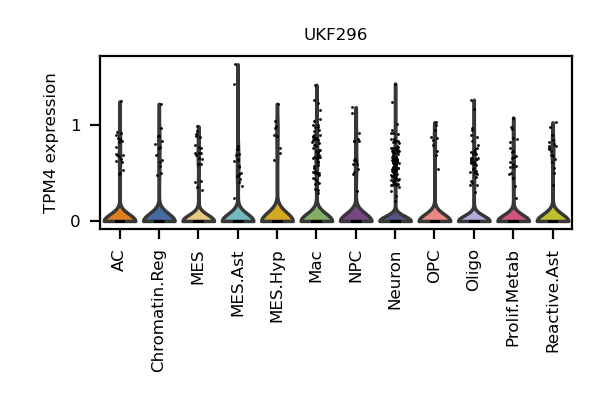 UKF296
TPM4 expression
1
0
AC
Chromatin.Reg
MES
MES.Ast
MES.Hyp
Mac
NPC
Neuron
OPC
Oligo
Prolif.Metab
Reactive.Ast